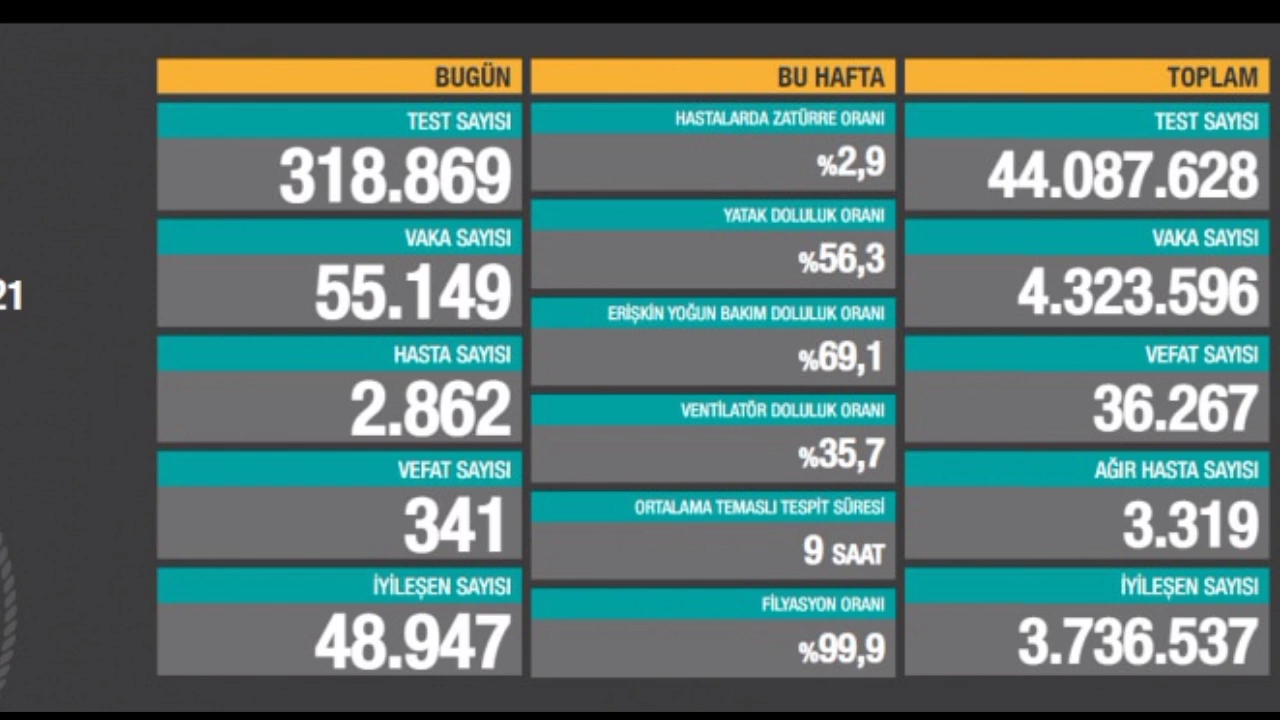 21
BUGÜN
TEST SAYISI
318.869
VAKA SAYISI
55.149
HASTA SAYISI
2.862
VEFAT SAYISI
341
İYİLEŞEN SAYISI
48.947
BU HAFTA
HASTALARDA ZATÜRRE ORANI
%2,9
YATAK DOLULUK ORANI
%56,3
ERİŞKİN YOĞUN BAKIM DOLULUK ORANI
%69,1
VENTİLATÖR DOLULUK ORANI
%35,7
ORTALAMA TEMASLI TESPİT SÜRESİ
9 SAAT
FİLYASYON ORANI
%99,9
TOPLAM
TEST SAYISI
44.087.628
VAKA SAYISI
4.323.596
VEFAT SAYISI
36.267
AĞIR HASTA SAYISI
3.319
İYİLEŞEN SAYISI
3.736.537